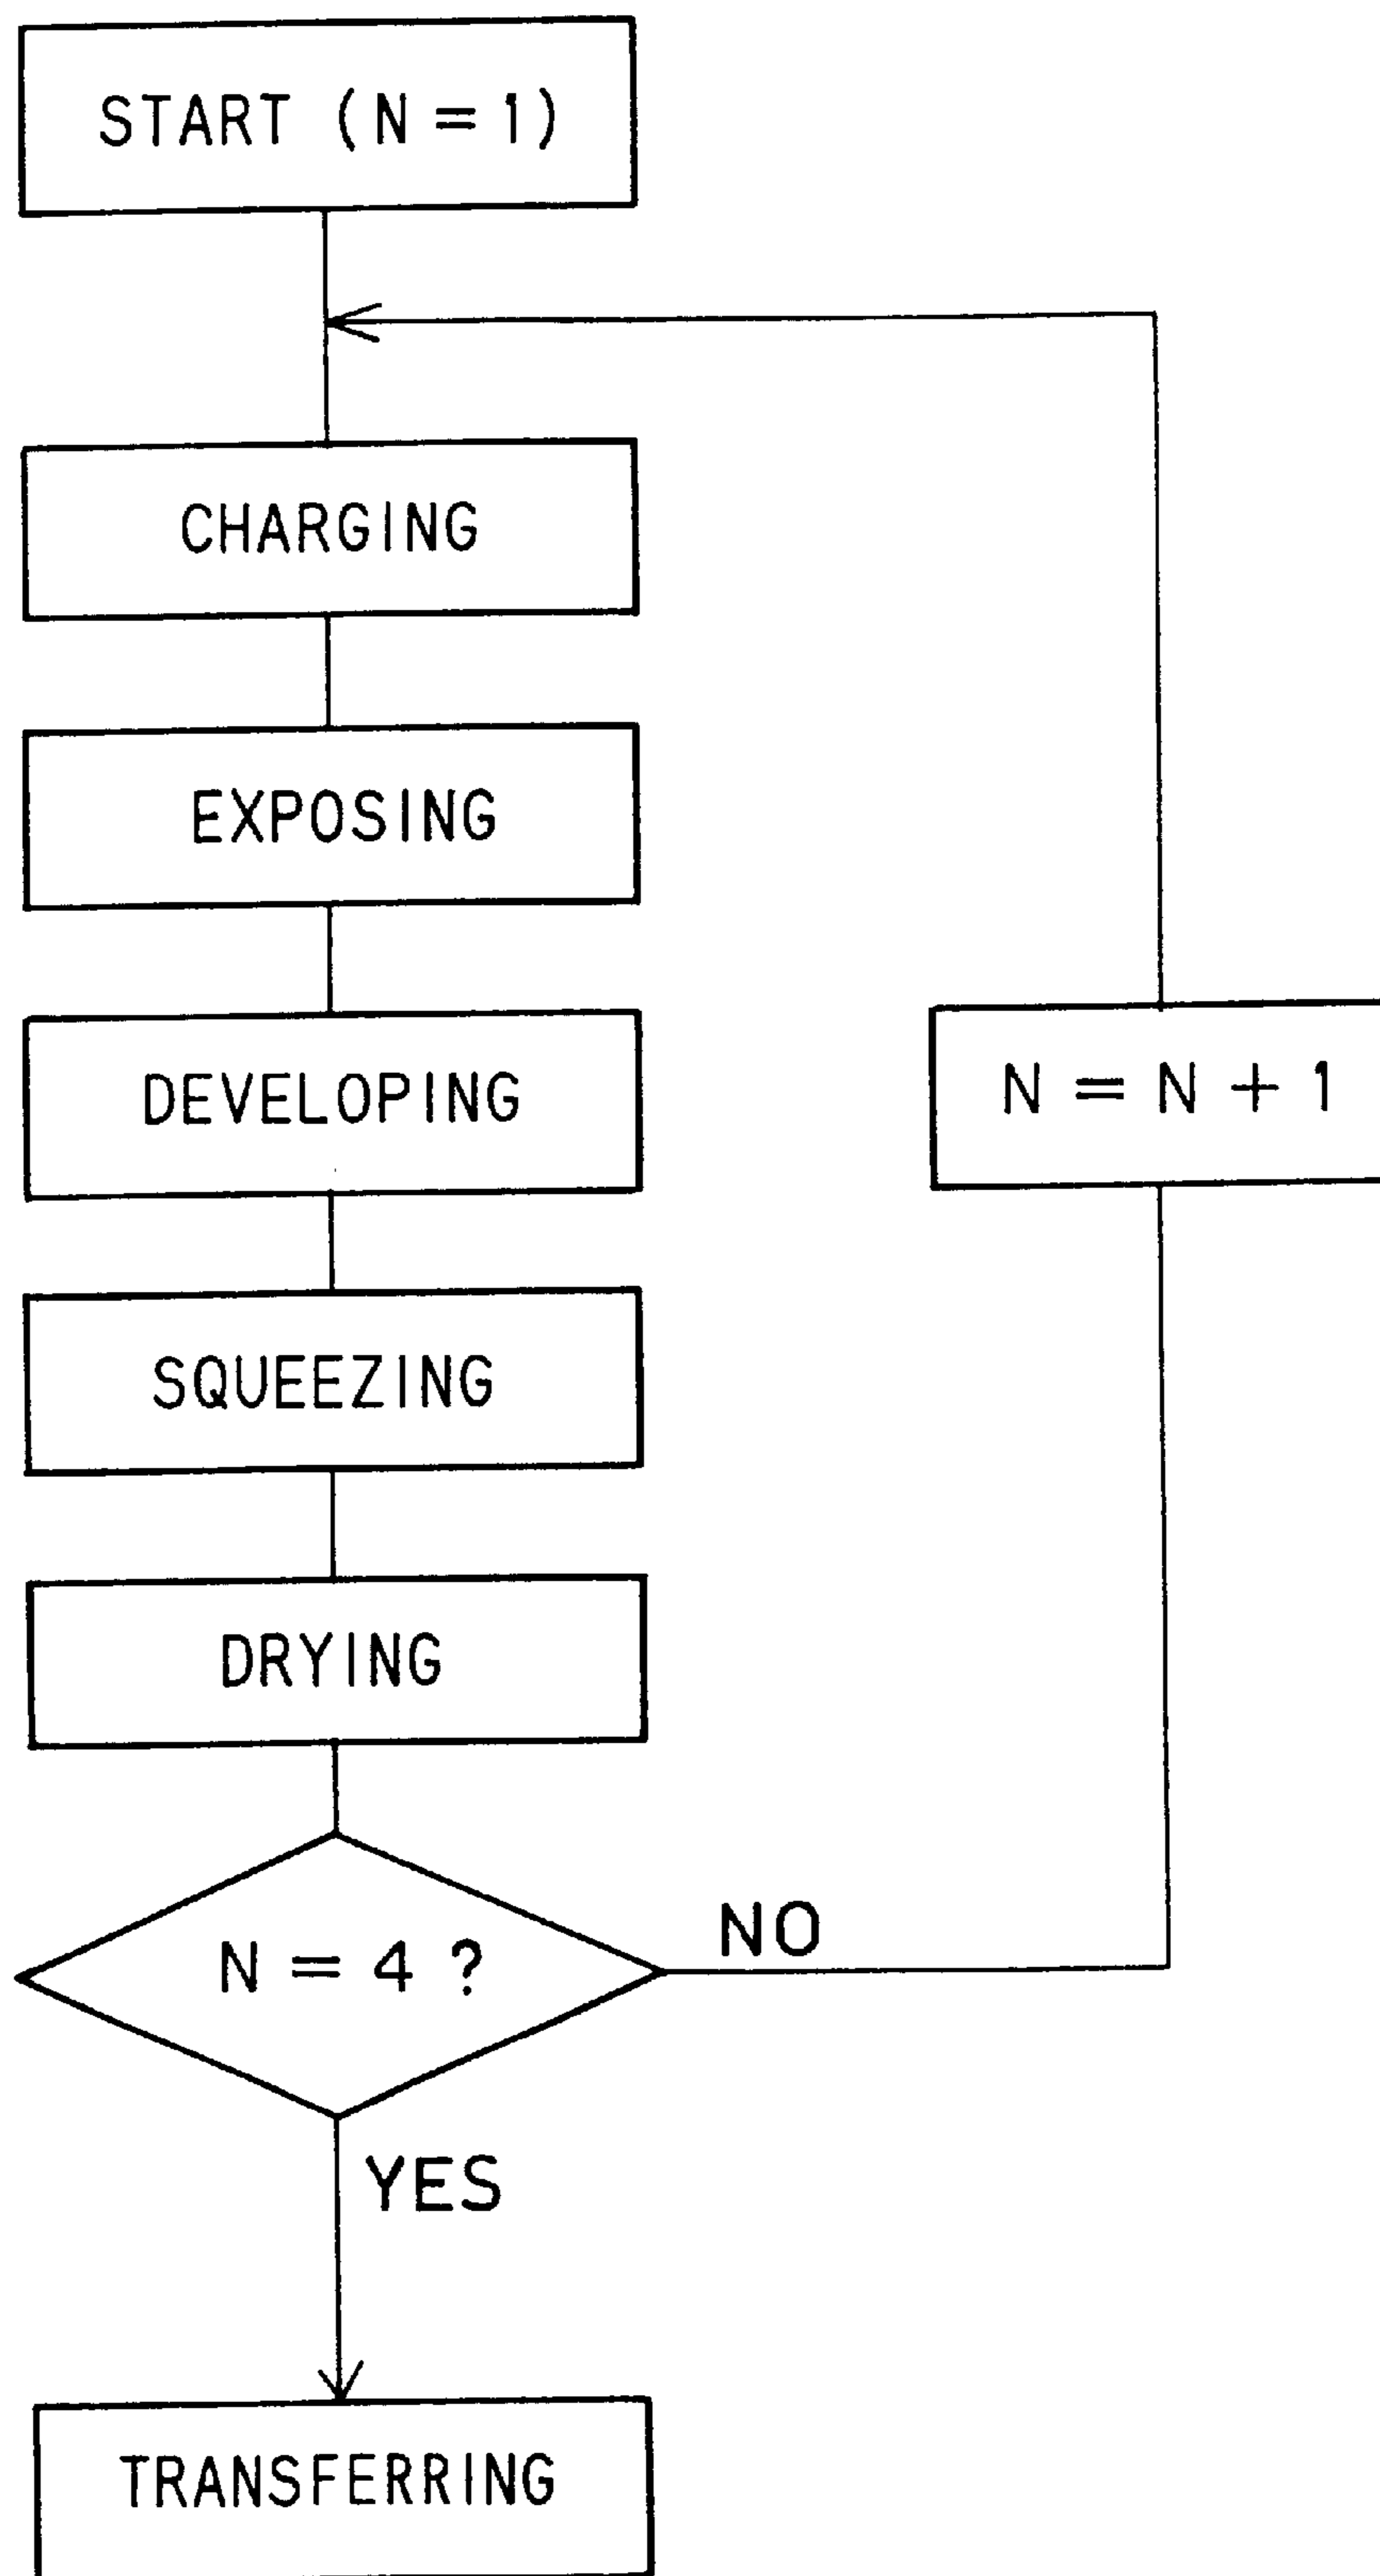 START (N = 1)
CHARGING
EXPOSING
DEVELOPING
N = N + 1
SQUEEZING
DRYING
N = 4 ?
NO
YES
TRANSFERRING